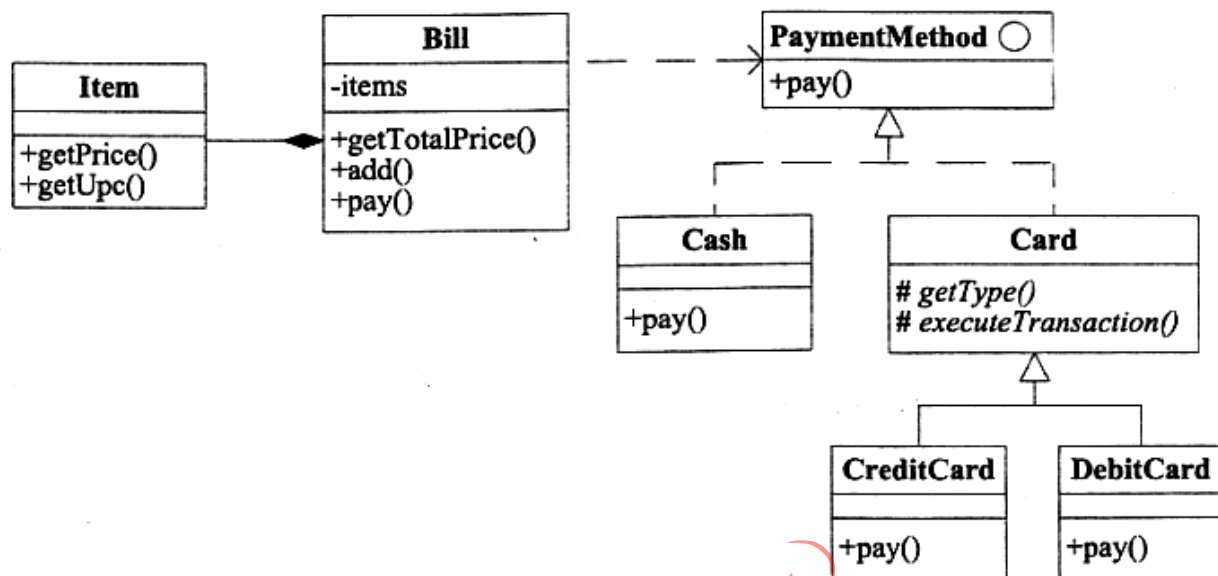 Item
+getPrice()
+getUpc()
Bill
-items
+getTotalPrice()
+add()
+pay()
PaymentMethod
+pay()
Cash
+pay()
Card
# getType()
# executeTransaction()
CreditCard
+pay()
DebitCard
+pay()